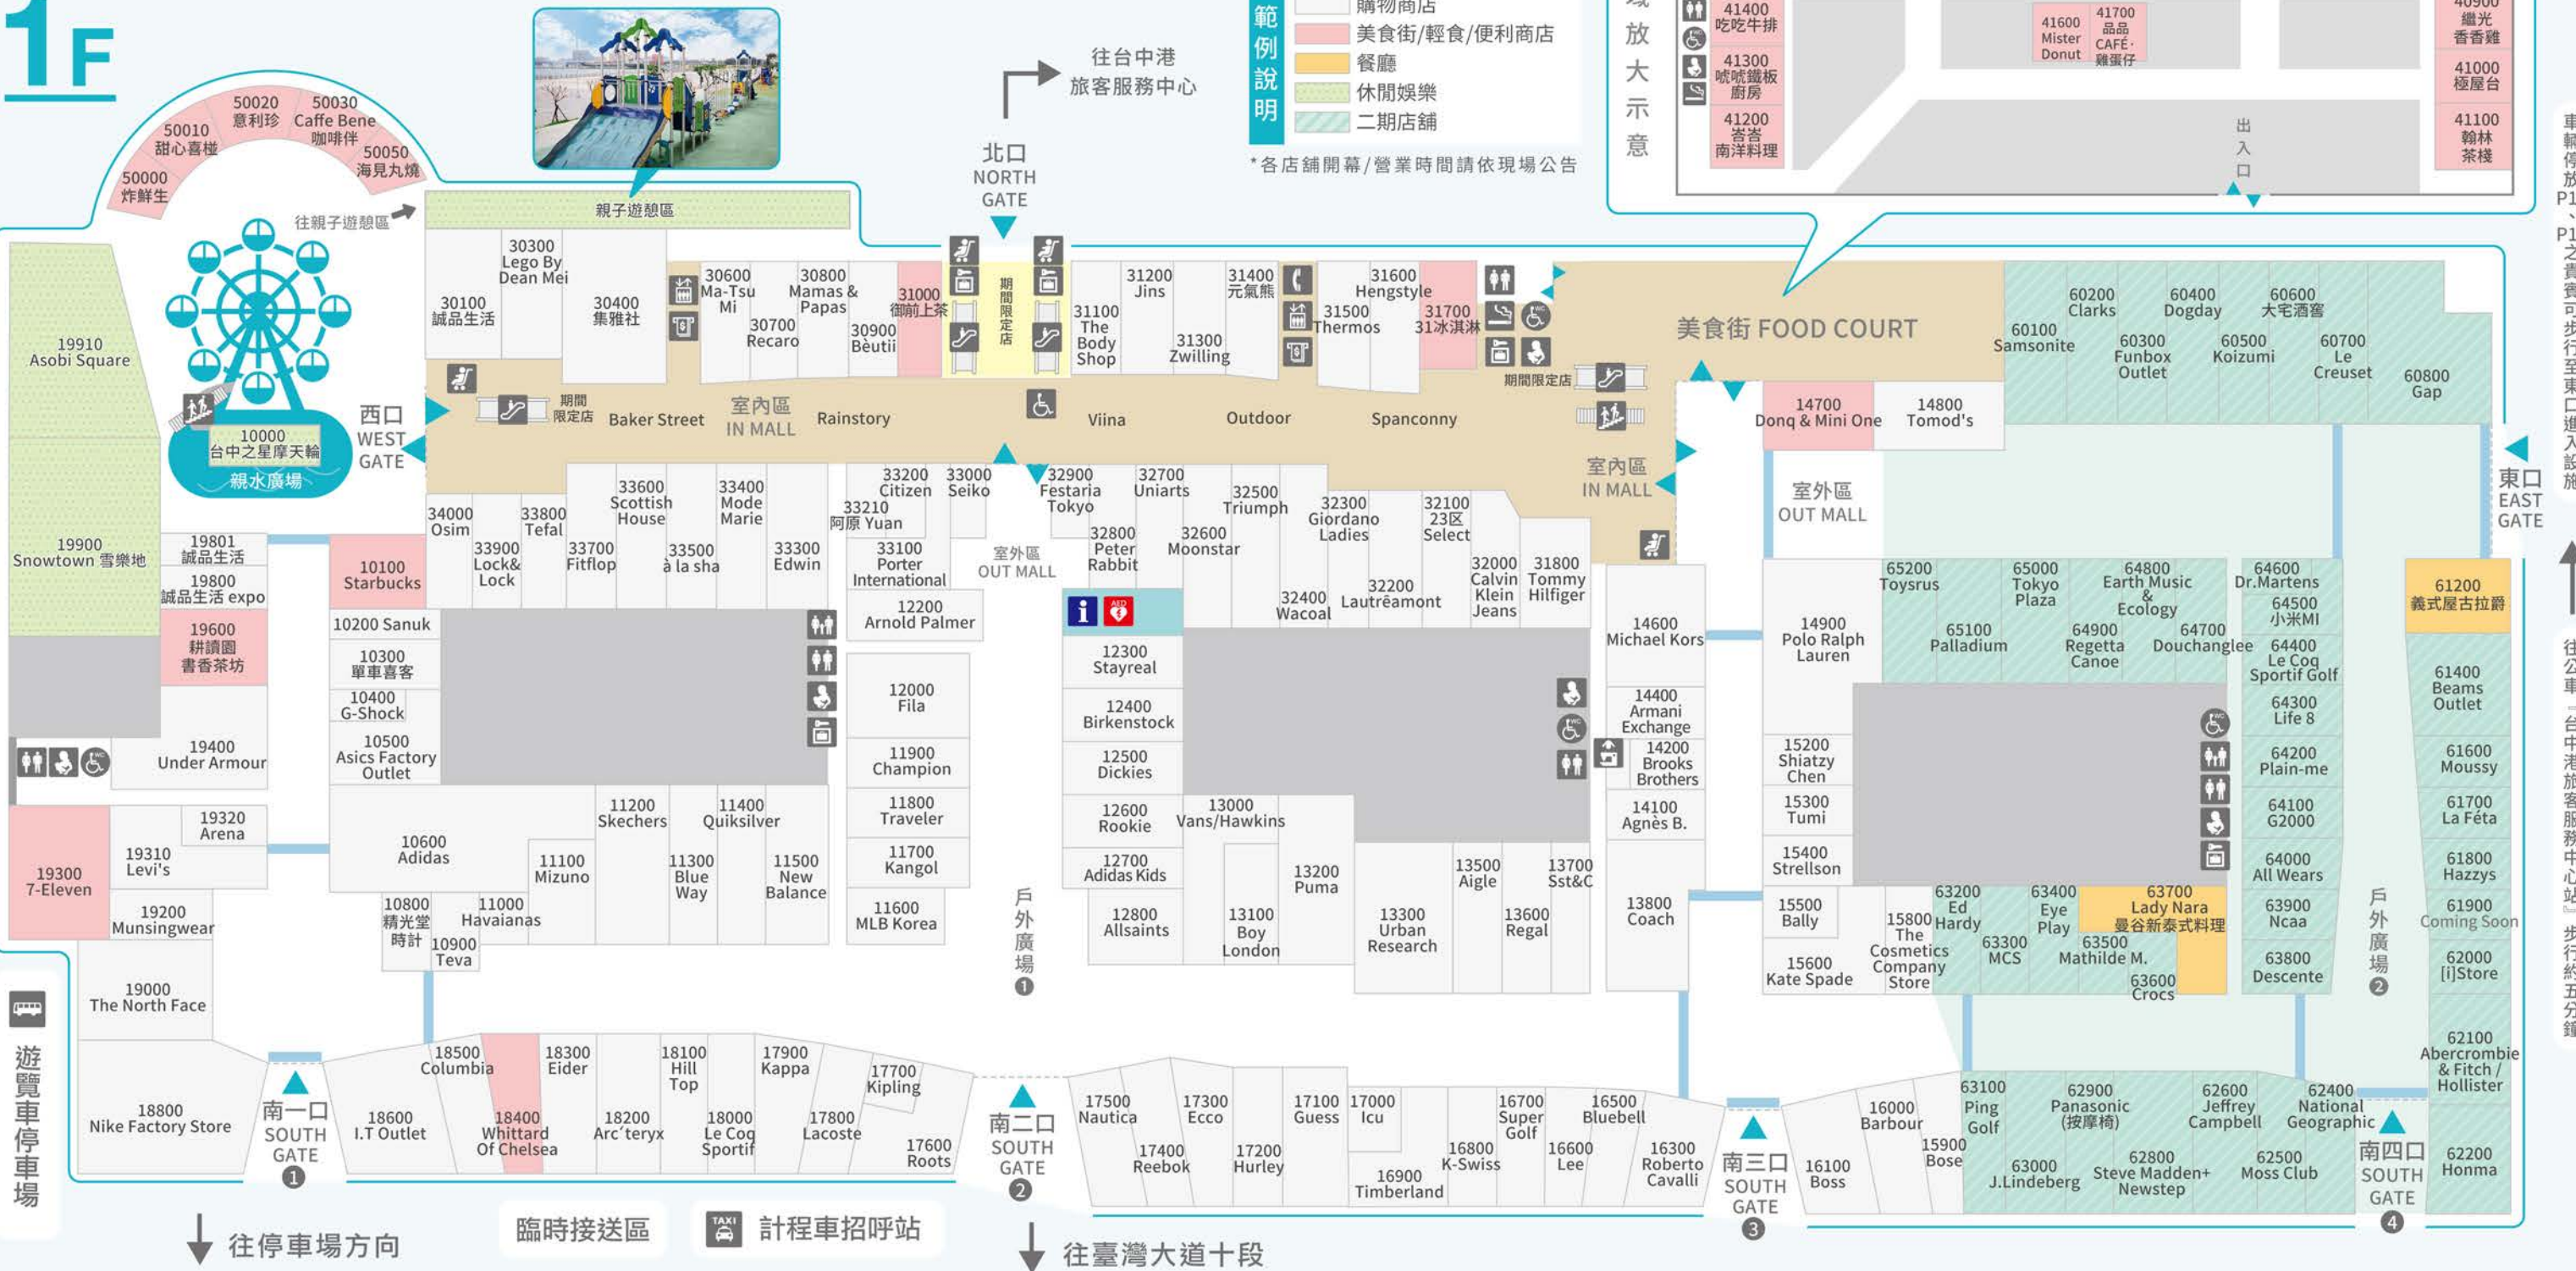 1F
50000
炸鮮生
50010
甜心喜椪
50020
意利珍
50030
Caffe Bene
咖啡伴
50050
海見丸燒
往親子遊憩區
親子遊憩區
往台中港
旅客服務中心
北口
NORTH
GATE
範例說明
購物商店
美食街/輕食/便利商店
餐廳
休閒娛樂
二期店舖
*各店舖開幕/營業時間請依現場公告
放大示意
41400
吃吃牛排
41300
唬唬鐵板
廚房
41200
峇峇
南洋料理
41600
Mister
Donut
41700
品品
CAFÉ·
雞蛋仔
40900
繼光
香香雞
41000
極屋台
41100
翰林
茶棧
出入口
19910
Asobi Square
10000
台中之星摩天輪
親水廣場
西口
WEST
GATE
30100
誠品生活
30300
Lego By
Dean Mei
30400
集雅社
30600
Ma-Tsu
Mi
30700
Recaro
30800
Mamas &
Papas
30900
Bèutii
31000
御前上茶
期間限定店
31100
The
Body
Shop
31200
Jins
31300
Zwilling
31400
元氣熊
31500
Thermos
31600
Hengstyle
31700
31冰淇淋
期間限定店
美食街 FOOD COURT
60100
Samsonite
60200
Clarks
60300
Funbox
Outlet
60400
Dogday
60500
Koizumi
60600
大宅酒窖
60700
Le
Creuset
60800
Gap
期間
限定店
Baker Street
室內區
IN MALL
Rainstory
Viina
Outdoor
Spanconny
室內區
IN MALL
14700
Donq & Mini One
14800
Tomod's
室外區
OUT MALL
東口
EAST
GATE
19900
Snowtown 雪樂地
19801
誠品生活
19800
誠品生活 expo
19600
耕讀園
書香茶坊
19400
Under Armour
10100
Starbucks
10200 Sanuk
10300
單車喜客
10400
G-Shock
10500
Asics Factory
Outlet
34000
Osim
33900
Lock&
Lock
33800
Tefal
33700
Fitflop
33600
Scottish
House
33500
à la sha
33400
Mode
Marie
33300
Edwin
33200
Citizen
33210
阿原 Yuan
33100
Porter
International
33000
Seiko
室外區
OUT MALL
32900
Festaria
Tokyo
32800
Peter
Rabbit
32700
Uniarts
32600
Moonstar
32500
Triumph
32400
Wacoal
32300
Giordano
Ladies
32200
Lautrēamont
32100
23区
Select
32000
Calvin
Klein
Jeans
31800
Tommy
Hilfiger
12200
Arnold Palmer
12000
Fila
11900
Champion
11800
Traveler
11700
Kangol
11600
MLB Korea
i
AED
12300
Stayreal
12400
Birkenstock
12500
Dickies
12600
Rookie
12700
Adidas Kids
12800
Allsaints
13000
Vans/Hawkins
13100
Boy
London
13200
Puma
13300
Urban
Research
13500
Aigle
13600
Regal
13700
Sst&C
14600
Michael Kors
14400
Armani
Exchange
14200
Brooks
Brothers
14100
Agnès B.
13800
Coach
14900
Polo Ralph
Lauren
15200
Shiatzy
Chen
15300
Tumi
15400
Strellson
15500
Bally
15600
Kate Spade
15800
The
Cosmetics
Company
Store
65200
Toysrus
65100
Palladium
65000
Tokyo
Plaza
64900
Regetta
Canoe
64800
Earth Music
&
Ecology
64700
Douchanglee
64600
Dr.Martens
64500
小米MI
64400
Le Coq
Sportif Golf
64300
Life 8
64200
Plain-me
64100
G2000
64000
All Wears
63900
Ncaa
63800
Descente
63200
Ed
Hardy
63300
MCS
63400
Eye
Play
63500
Mathilde M.
63600
Crocs
63700
Lady Nara
曼谷新泰式料理
61200
義式屋古拉爵
61400
Beams
Outlet
61600
Moussy
61700
La Féta
61800
Hazzys
61900
Coming Soon
62000
[i]Store
62100
Abercrombie
& Fitch /
Hollister
62200
Honma
戶外廣場
2
戶外廣場
1
19300
7-Eleven
19320
Arena
19310
Levi's
19200
Munsingwear
19000
The North Face
18800
Nike Factory Store
10600
Adidas
10800
精光堂
時計
10900
Teva
11000
Havaianas
11100
Mizuno
11200
Skechers
11300
Blue
Way
11400
Quiksilver
11500
New
Balance
遊覽車停車場
南一口
SOUTH
GATE
1
18600
I.T Outlet
18500
Columbia
18400
Whittard
Of Chelsea
18300
Eider
18200
Arc´teryx
18100
Hill
Top
18000
Le Coq
Sportif
17900
Kappa
17800
Lacoste
17700
Kipling
17600
Roots
南二口
SOUTH
GATE
2
17500
Nautica
17400
Reebok
17300
Ecco
17200
Hurley
17100
Guess
17000
Icu
16900
Timberland
16800
K-Swiss
16700
Super
Golf
16600
Lee
16500
Bluebell
16300
Roberto
Cavalli
南三口
SOUTH
GATE
3
16100
Boss
16000
Barbour
15900
Bose
63100
Ping
Golf
63000
J.Lindeberg
62900
Panasonic
(按摩椅)
62800
Steve Madden+
Newstep
62600
Jeffrey
Campbell
62500
Moss Club
62400
National
Geographic
南四口
SOUTH
GATE
4
往停車場方向
臨時接送區
TAXI
計程車招呼站
往臺灣大道十段